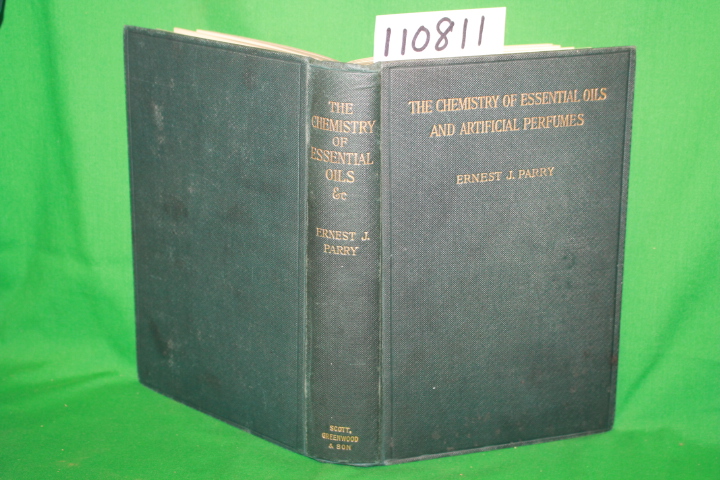 110811
THE
CHEMISTRY
OF
ESSENTIAL
OILS
&c
ERNEST J.
PARRY
SCOTT,
GREENWOOD
& SON
THE CHEMISTRY OF ESSENTIAL OILS
AND ARTIFICIAL PERFUMES
ERNEST J. PARRY